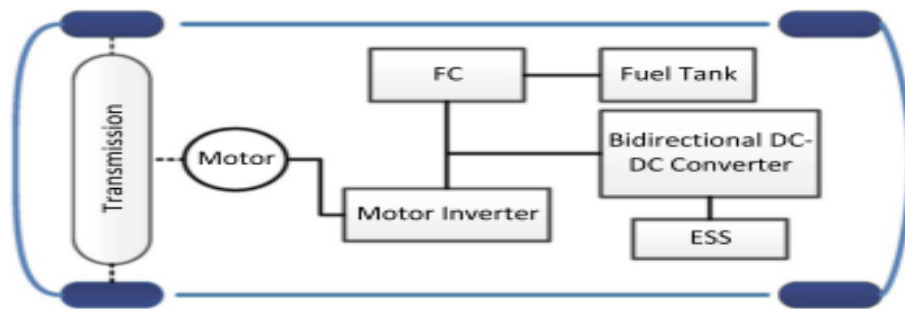 FC
Fuel Tank
Transmission
Motor
Bidirectional DC-
DC Converter
Motor Inverter
ESS